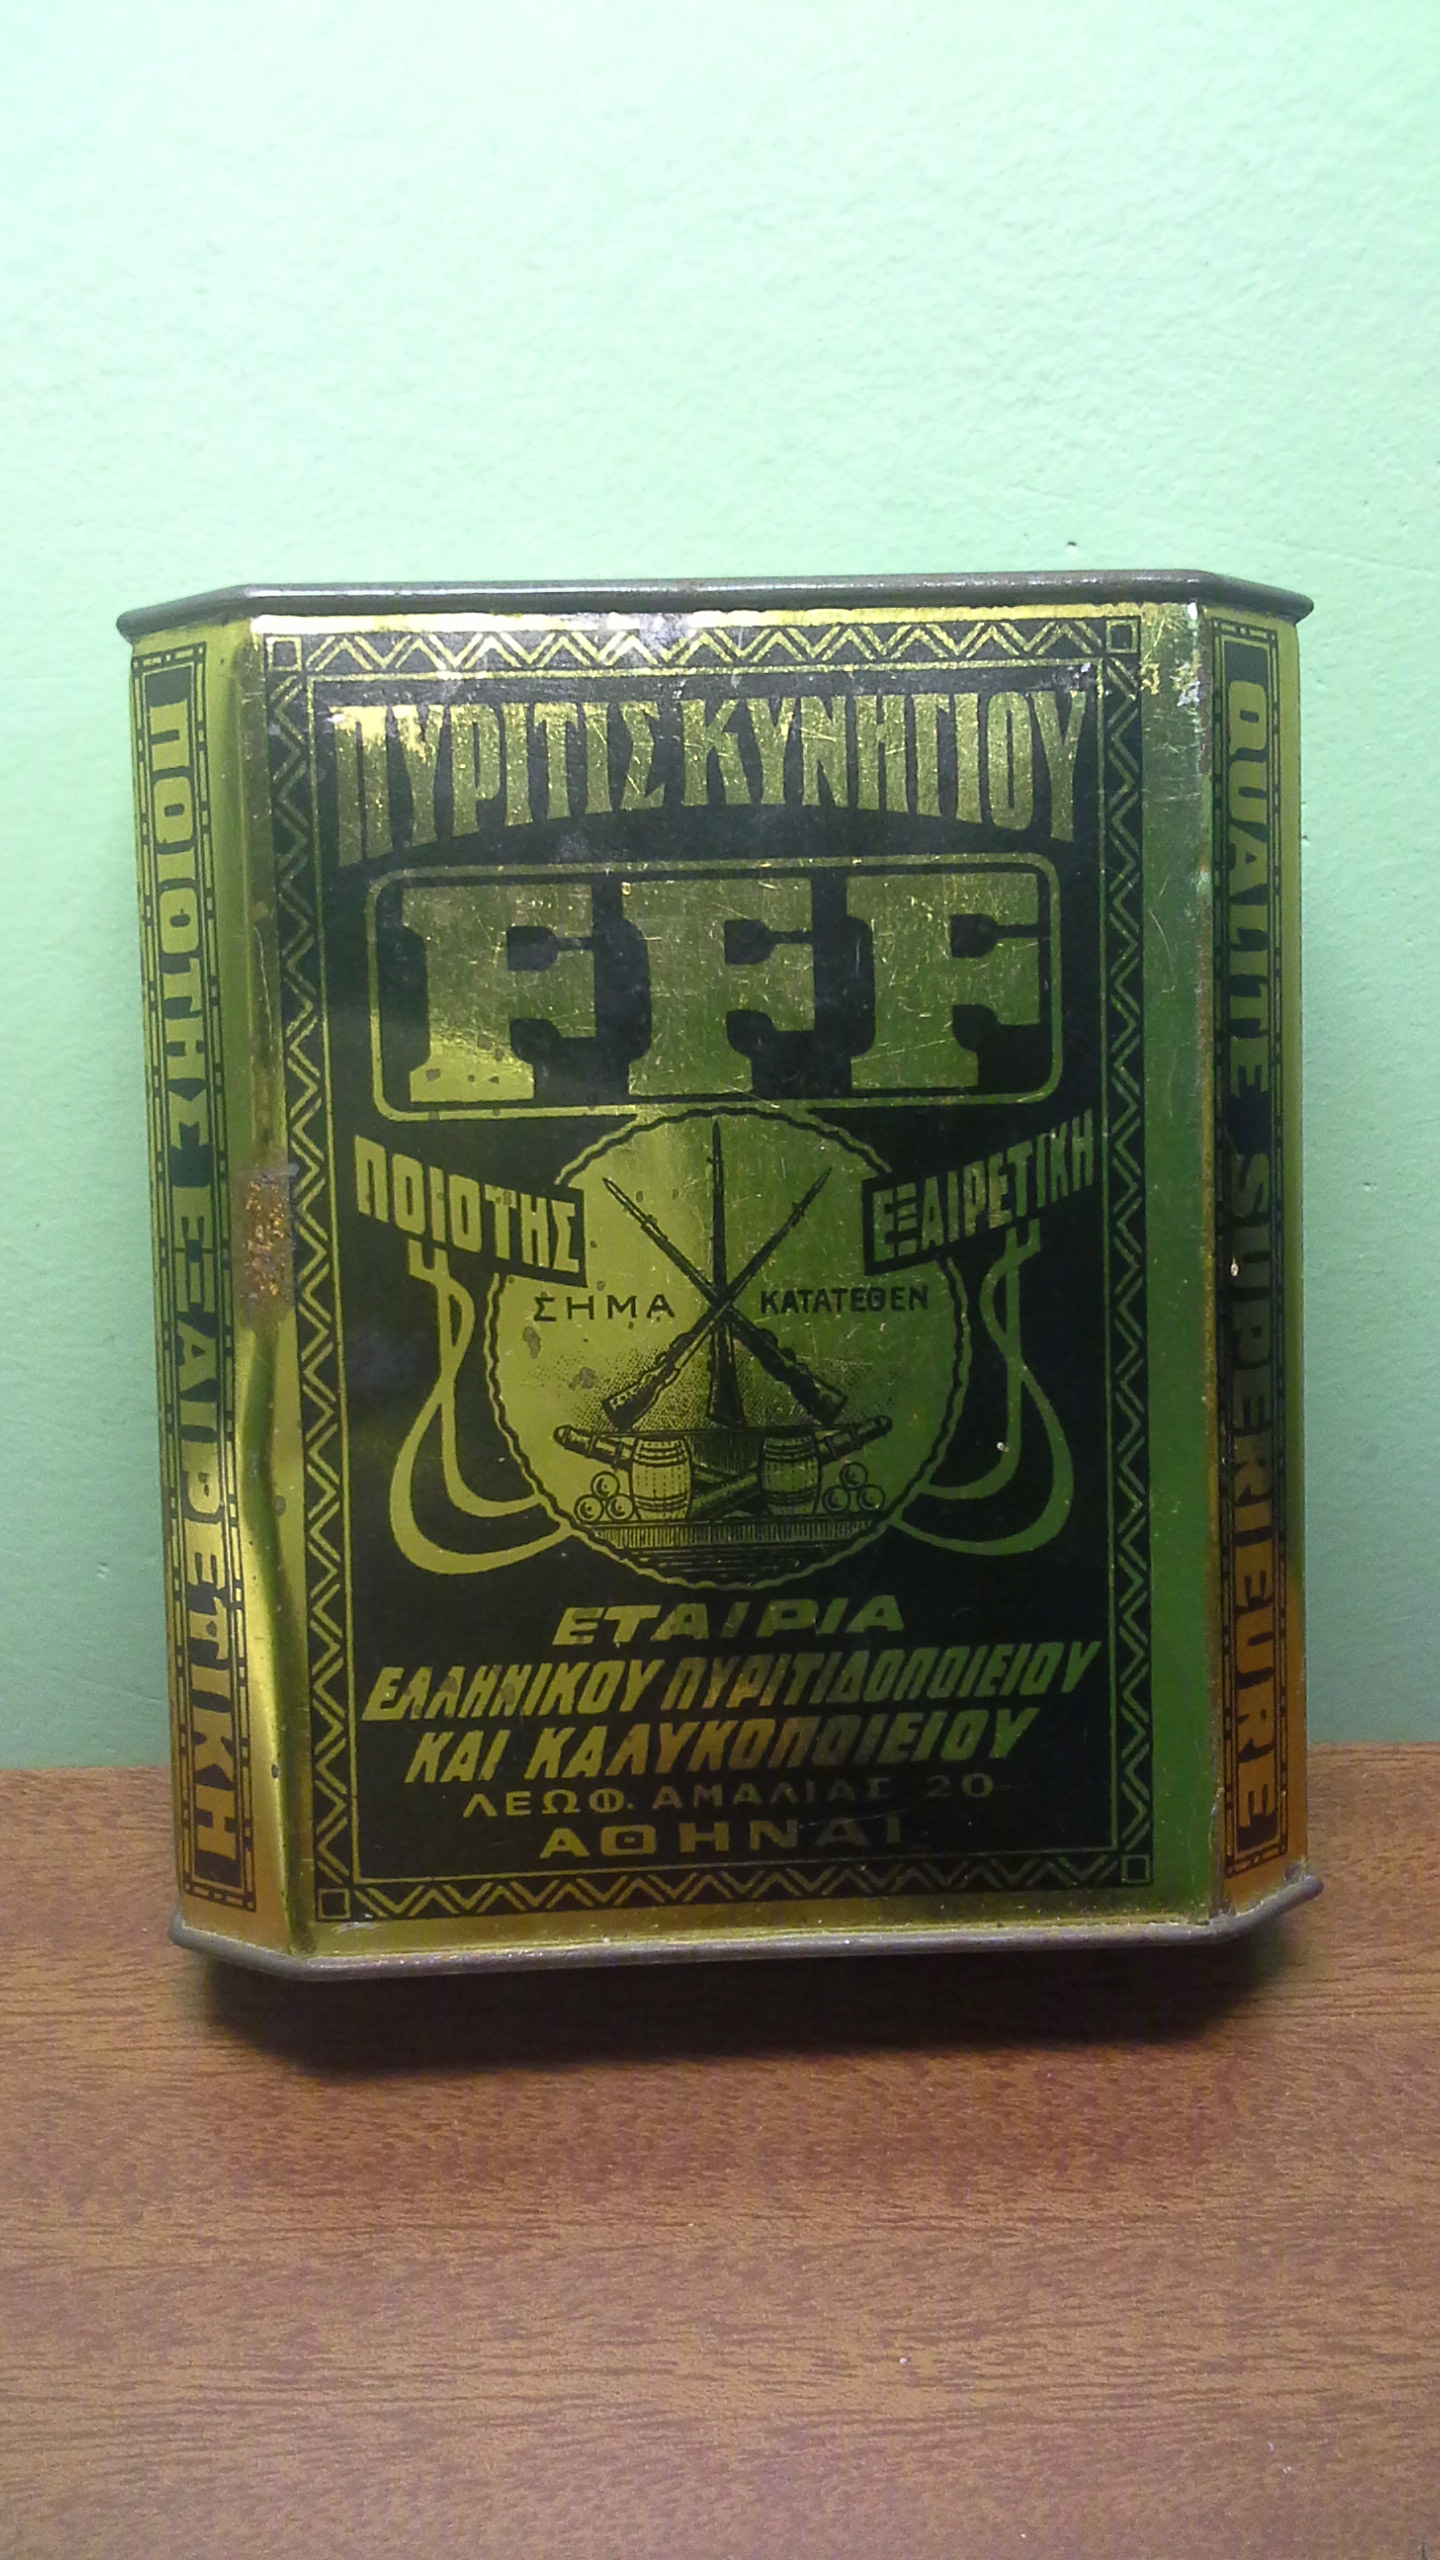 ΠΥΡΙΤΙΣ ΚΥΝΗΓΙΟΥ
FFF
ΠΟΙΟΤΗΣ ΕΞΑΙΡΕΤΙΚΗ
ΣΗΜΑ ΚΑΤΑΤΕΘΕΝ
ΕΤΑΙΡΙΑ
ΕΛΛΗΝΙΚΟΥ ΠΥΡΙΤΙΔΟΠΟΙΕΙΟΥ
ΚΑΙ ΚΑΛΥΚΟΠΟΙΕΙΟΥ
ΛΕΩΦ. ΑΜΑΛΙΑΣ 20
ΑΘΗΝΑΙ
ΠΟΙΟΤΗΣ ΕΞΑΙΡΕΤΙΚΗ
QUALITE SUPERIEURE